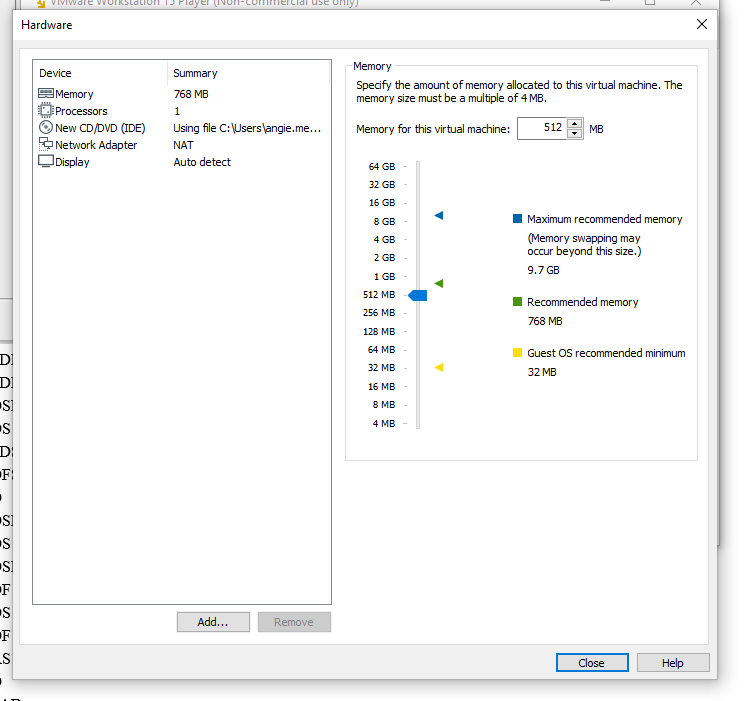 VMware Workstation 15 Player (Non-commercial use only)
Hardware
Device Summary
Memory 768 MB
Processors 1
New CD/DVD (IDE) Using file C:\Users\angie.me...
Network Adapter NAT
Display Auto detect
Add... Remove
Memory
Specify the amount of memory allocated to this virtual machine. The
memory size must be a multiple of 4 MB.
Memory for this virtual machine: 512 MB
64 GB
32 GB
16 GB
8 GB
4 GB
2 GB
1 GB
512 MB
256 MB
128 MB
64 MB
32 MB
16 MB
8 MB
4 MB
Maximum recommended memory
(Memory swapping may
occur beyond this size.)
9.7 GB
Recommended memory
768 MB
Guest OS recommended minimum
32 MB
Close Help